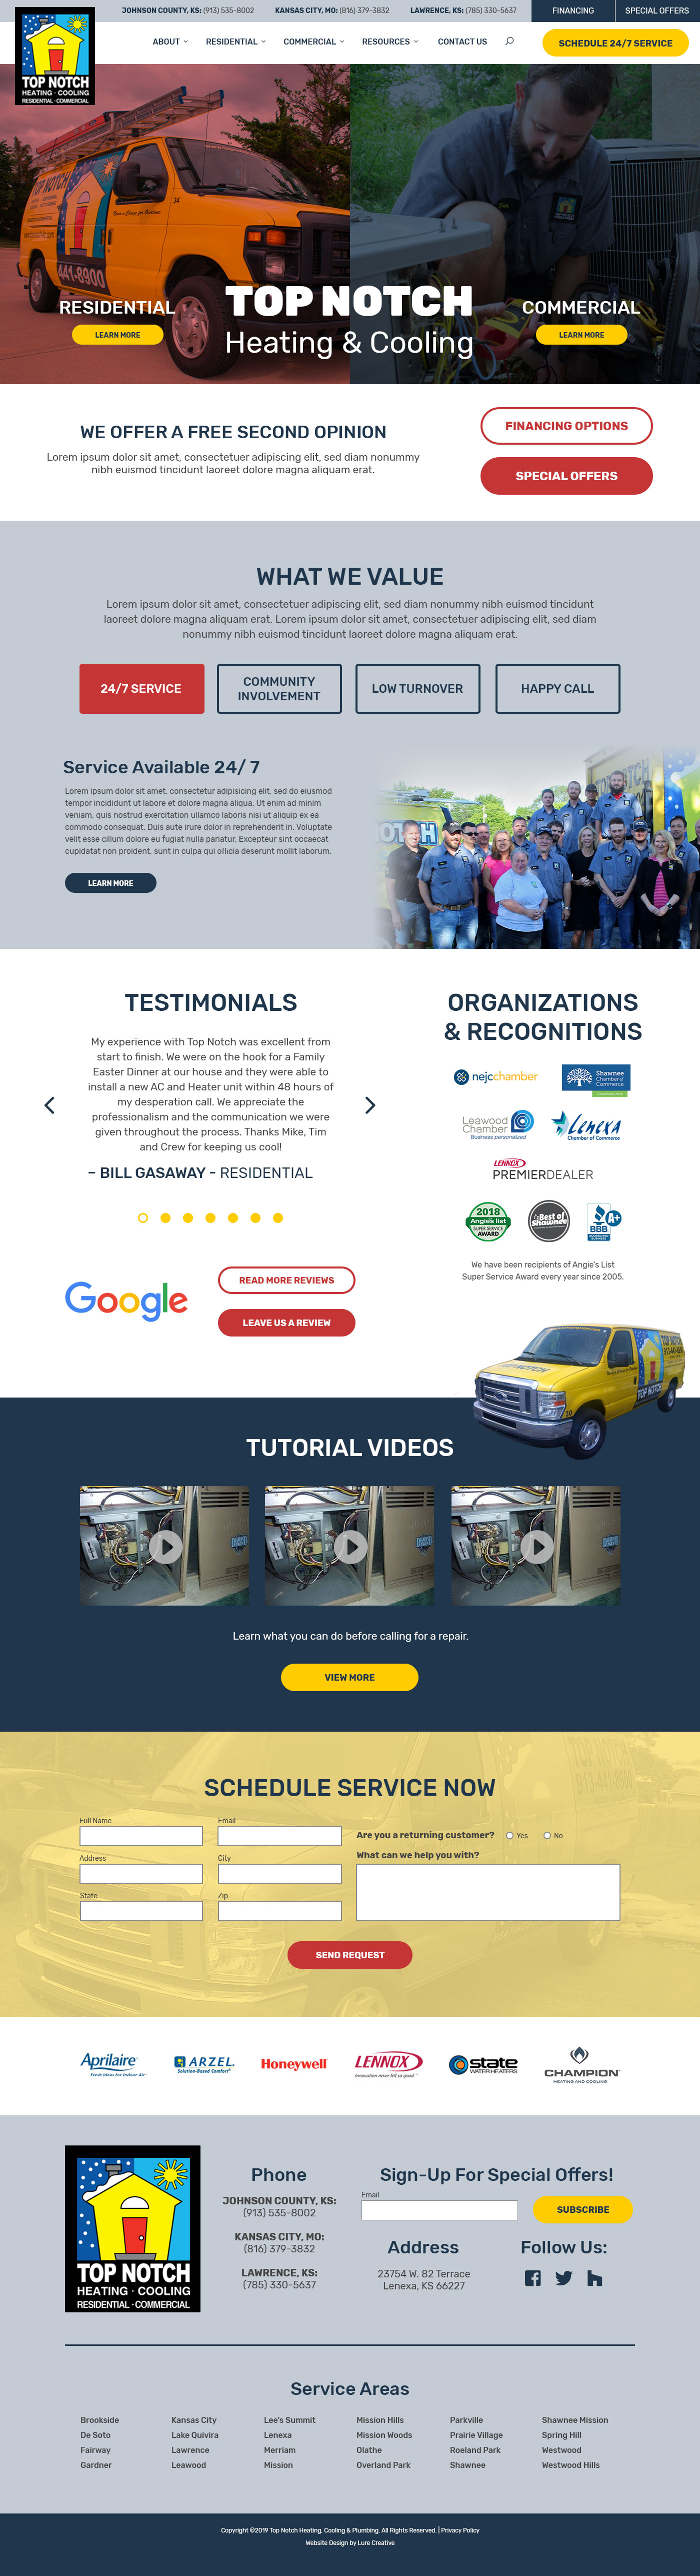 JOHNSON COUNTY, KS: (913) 535-8002
KANSAS CITY, MO: (816) 379-3832
LAWRENCE, KS: (785) 330-5637
FINANCING
SPECIAL OFFERS
TOP NOTCH
HEATING · COOLING
RESIDENTIAL · COMMERCIAL
ABOUT
RESIDENTIAL
COMMERCIAL
RESOURCES
CONTACT US
SCHEDULE 24/7 SERVICE
TOP NOTCH
441-8900
34
RESIDENTIAL
LEARN MORE
TOP NOTCH
Heating & Cooling
COMMERCIAL
LEARN MORE
WE OFFER A FREE SECOND OPINION
Lorem ipsum dolor sit amet, consectetuer adipiscing elit, sed diam nonummy
nibh euismod tincidunt laoreet dolore magna aliquam erat.
FINANCING OPTIONS
SPECIAL OFFERS
WHAT WE VALUE
Lorem ipsum dolor sit amet, consectetuer adipiscing elit, sed diam nonummy nibh euismod tincidunt
laoreet dolore magna aliquam erat. Lorem ipsum dolor sit amet, consectetuer adipiscing elit, sed diam
nonummy nibh euismod tincidunt laoreet dolore magna aliquam erat.
24/7 SERVICE
COMMUNITY
INVOLVEMENT
LOW TURNOVER
HAPPY CALL
Service Available 24/ 7
Lorem ipsum dolor sit amet, consectetur adipisicing elit, sed do eiusmod
tempor incididunt ut labore et dolore magna aliqua. Ut enim ad minim
veniam, quis nostrud exercitation ullamco laboris nisi ut aliquip ex ea
commodo consequat. Duis aute irure dolor in reprehenderit in. Voluptate
velit esse cillum dolore eu fugiat nulla pariatur. Excepteur sint occaecat
cupidatat non proident, sunt in culpa qui officia deserunt mollit laborum.
LEARN MORE
TESTIMONIALS
My experience with Top Notch was excellent from
start to finish. We were on the hook for a Family
Easter Dinner at our house and they were able to
install a new AC and Heater unit within 48 hours of
my desperation call. We appreciate the
professionalism and the communication we were
given throughout the process. Thanks Mike, Tim
and Crew for keeping us cool!
– BILL GASAWAY - RESIDENTIAL
Google
READ MORE REVIEWS
LEAVE US A REVIEW
ORGANIZATIONS
& RECOGNITIONS
nejcchamber
Shawnee
Chamber
of Commerce
Leawood
Chamber
Business personalized
Lenexa
Chamber of Commerce
LENNOX
PREMIERDEALER
2018
Angie's list
SUPER SERVICE
AWARD
Best of
Shawnee
BBB
A+
We have been recipients of Angie's List
Super Service Award every year since 2005.
TOP NOTCH
TUTORIAL VIDEOS
Learn what you can do before calling for a repair.
VIEW MORE
SCHEDULE SERVICE NOW
Full Name
Email
Address
City
State
Zip
Are you a returning customer?
Yes
No
What can we help you with?
SEND REQUEST
Aprilaire
Fresh Ideas For Indoor Air
ARZEL
Solution-Based Comfort
Honeywell
LENNOX
Innovation never felt so good.
state
WATER HEATERS
CHAMPION
HEATING AND COOLING
TOP NOTCH
HEATING · COOLING
RESIDENTIAL · COMMERCIAL
Phone
JOHNSON COUNTY, KS:
(913) 535-8002
KANSAS CITY, MO:
(816) 379-3832
LAWRENCE, KS:
(785) 330-5637
Sign-Up For Special Offers!
Email
SUBSCRIBE
Address
23754 W. 82 Terrace
Lenexa, KS 66227
Follow Us:
Service Areas
Brookside
De Soto
Fairway
Gardner
Kansas City
Lake Quivira
Lawrence
Leawood
Lee's Summit
Lenexa
Merriam
Mission
Mission Hills
Mission Woods
Olathe
Overland Park
Parkville
Prairie Village
Roeland Park
Shawnee
Shawnee Mission
Spring Hill
Westwood
Westwood Hills
Copyright ©2019 Top Notch Heating, Cooling & Plumbing. All Rights Reserved. | Privacy Policy
Website Design by Lure Creative